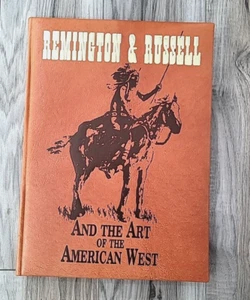 REMINGTON & RUSSELL
AND THE ART
OF THE
AMERICAN WEST